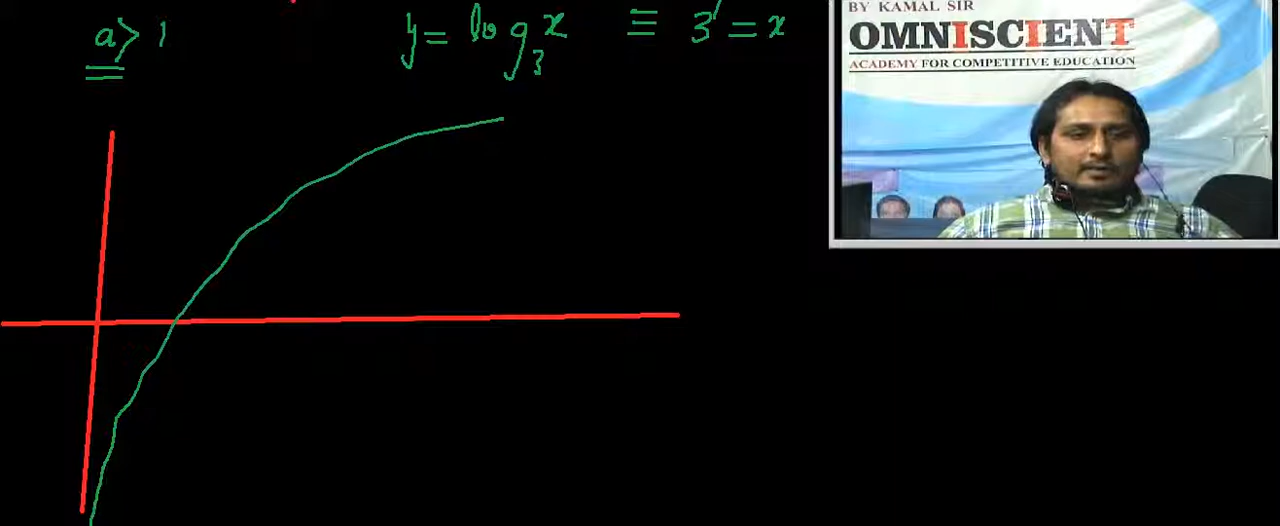 a > 1 y = log₃x ≡ 3ʸ = x
BY KAMAL SIR
OMNISCIENT
ACADEMY FOR COMPETITIVE EDUCATION